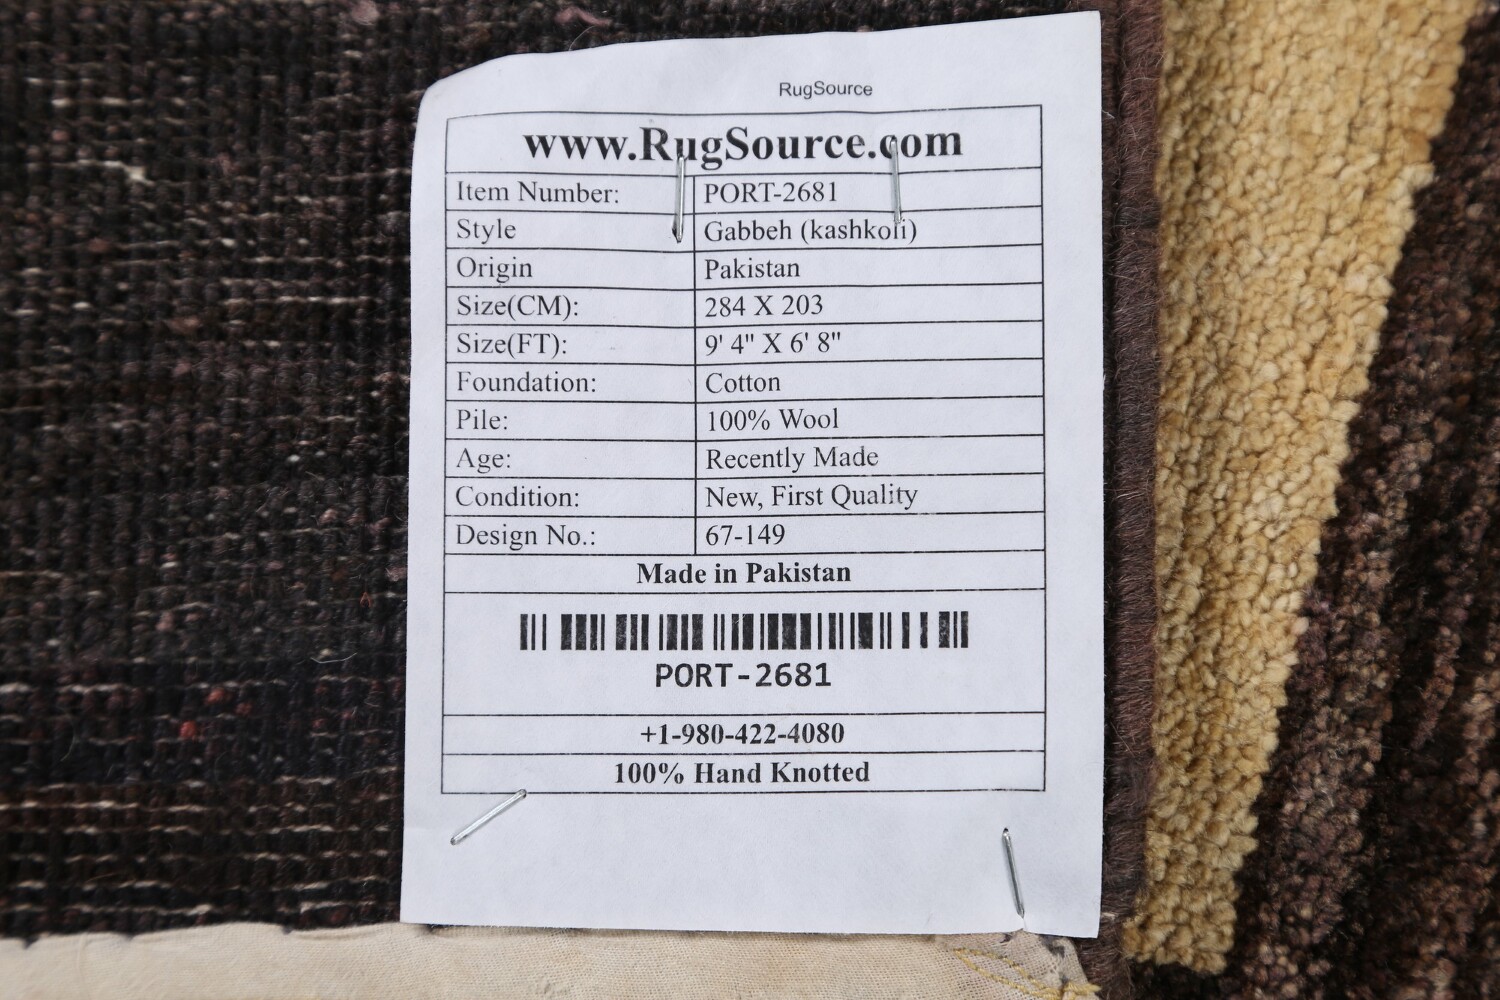 RugSource
www.RugSource.com
Item Number: PORT-2681
Style Gabbeh (kashkoli)
Origin Pakistan
Size(CM): 284 X 203
Size(FT): 9' 4" X 6' 8"
Foundation: Cotton
Pile: 100% Wool
Age: Recently Made
Condition: New, First Quality
Design No.: 67-149
Made in Pakistan
PORT-2681
+1-980-422-4080
100% Hand Knotted